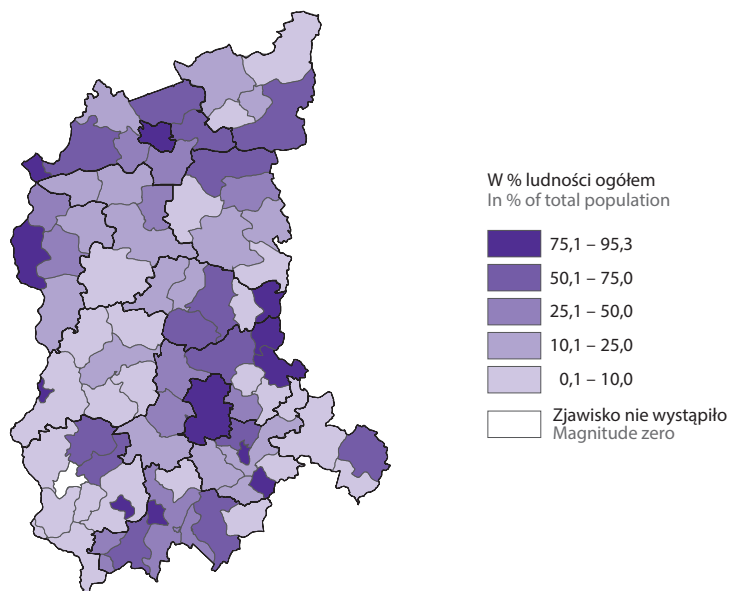 W % ludności ogółem
In % of total population
75,1 – 95,3
50,1 – 75,0
25,1 – 50,0
10,1 – 25,0
0,1 – 10,0
Zjawisko nie wystąpiło
Magnitude zero